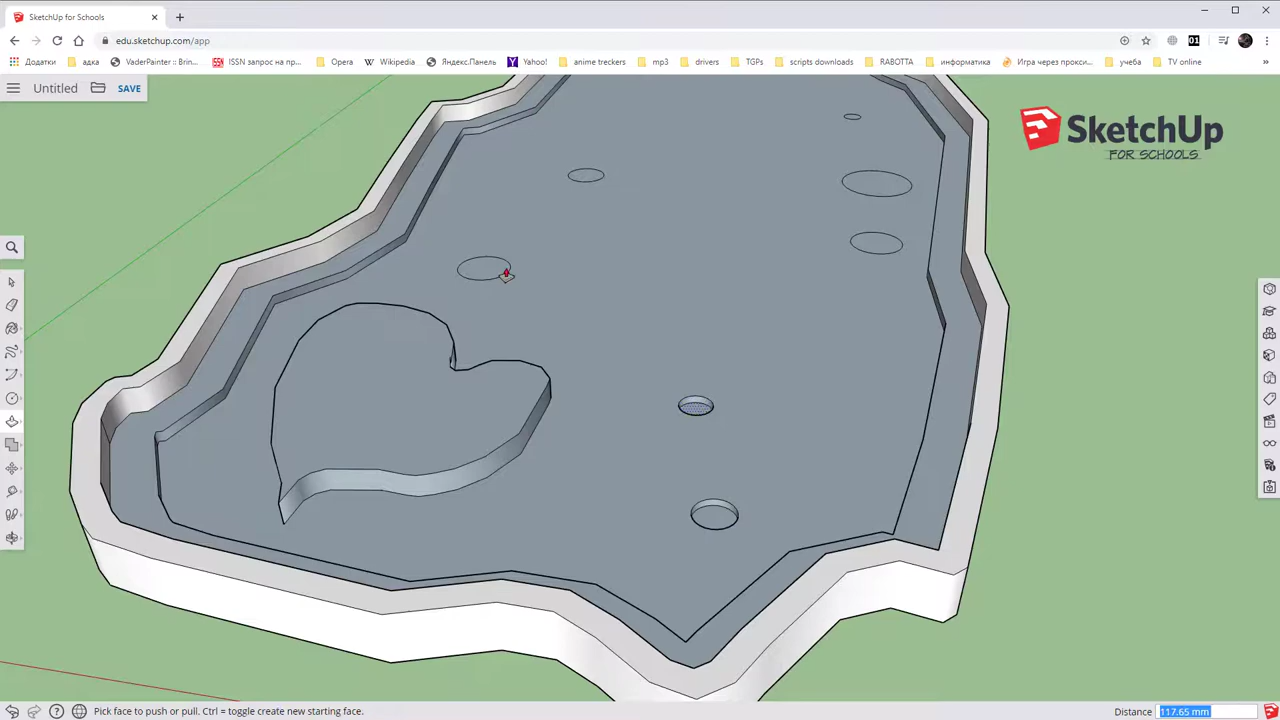 SketchUp for Schools
edu.sketchup.com/app
01
Додатки адка VaderPainter :: Brin... ISSN запрос на пр... Opera Wikipedia Яндекс.Панель Yahoo! anime treckers mp3 drivers TGPs scripts downloads RABOTTA информатика Игра через прокси... учеба TV online »
Untitled SAVE
SketchUp
FOR SCHOOLS
Pick face to push or pull. Ctrl = toggle create new starting face. Distance 117.65 mm